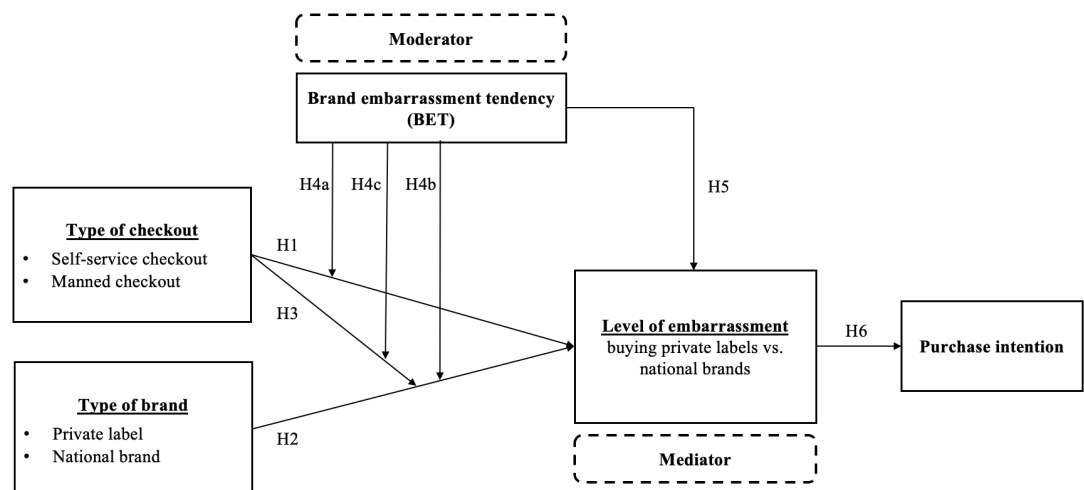 Moderator
Brand embarrassment tendency
(BET)
H4a
H4c
H4b
H5
Type of checkout
• Self-service checkout
• Manned checkout
H1
H3
Level of embarrassment
buying private labels vs.
national brands
H6
Purchase intention
Type of brand
• Private label
• National brand
H2
Mediator